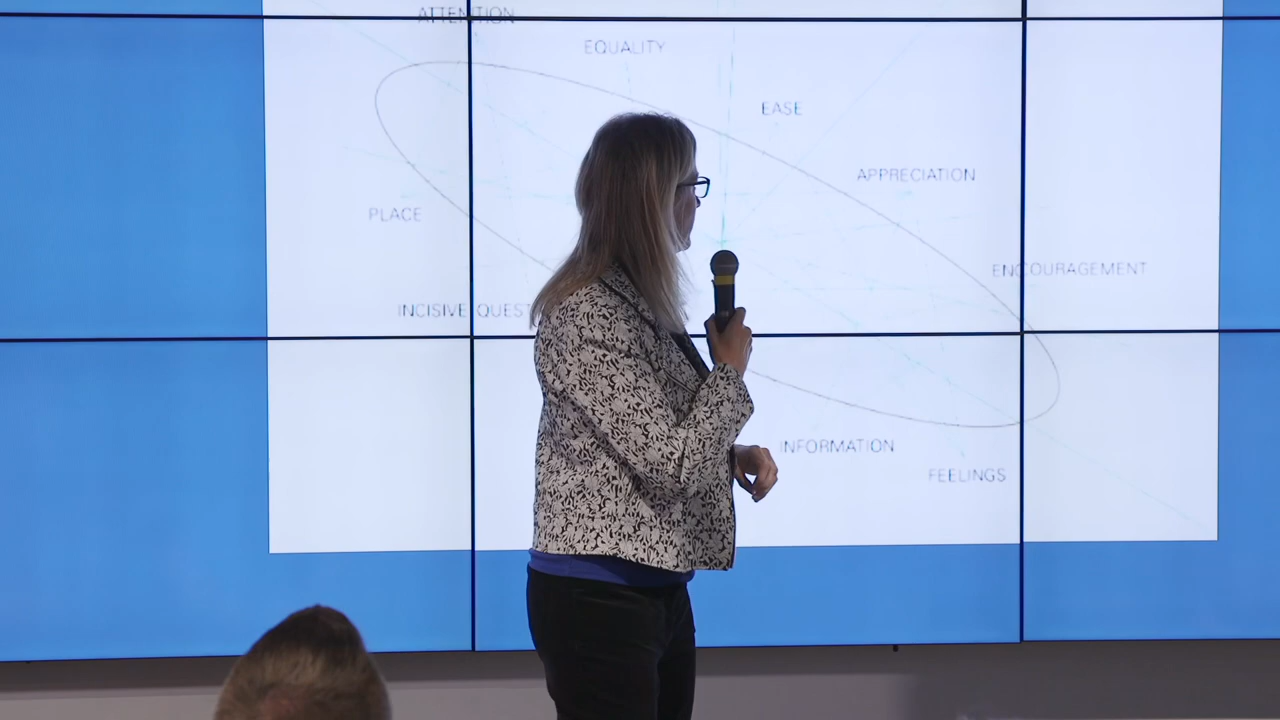 ATTENTION
EQUALITY
EASE
APPRECIATION
PLACE
ENCOURAGEMENT
INCISIVE QUEST
INFORMATION
FEELINGS